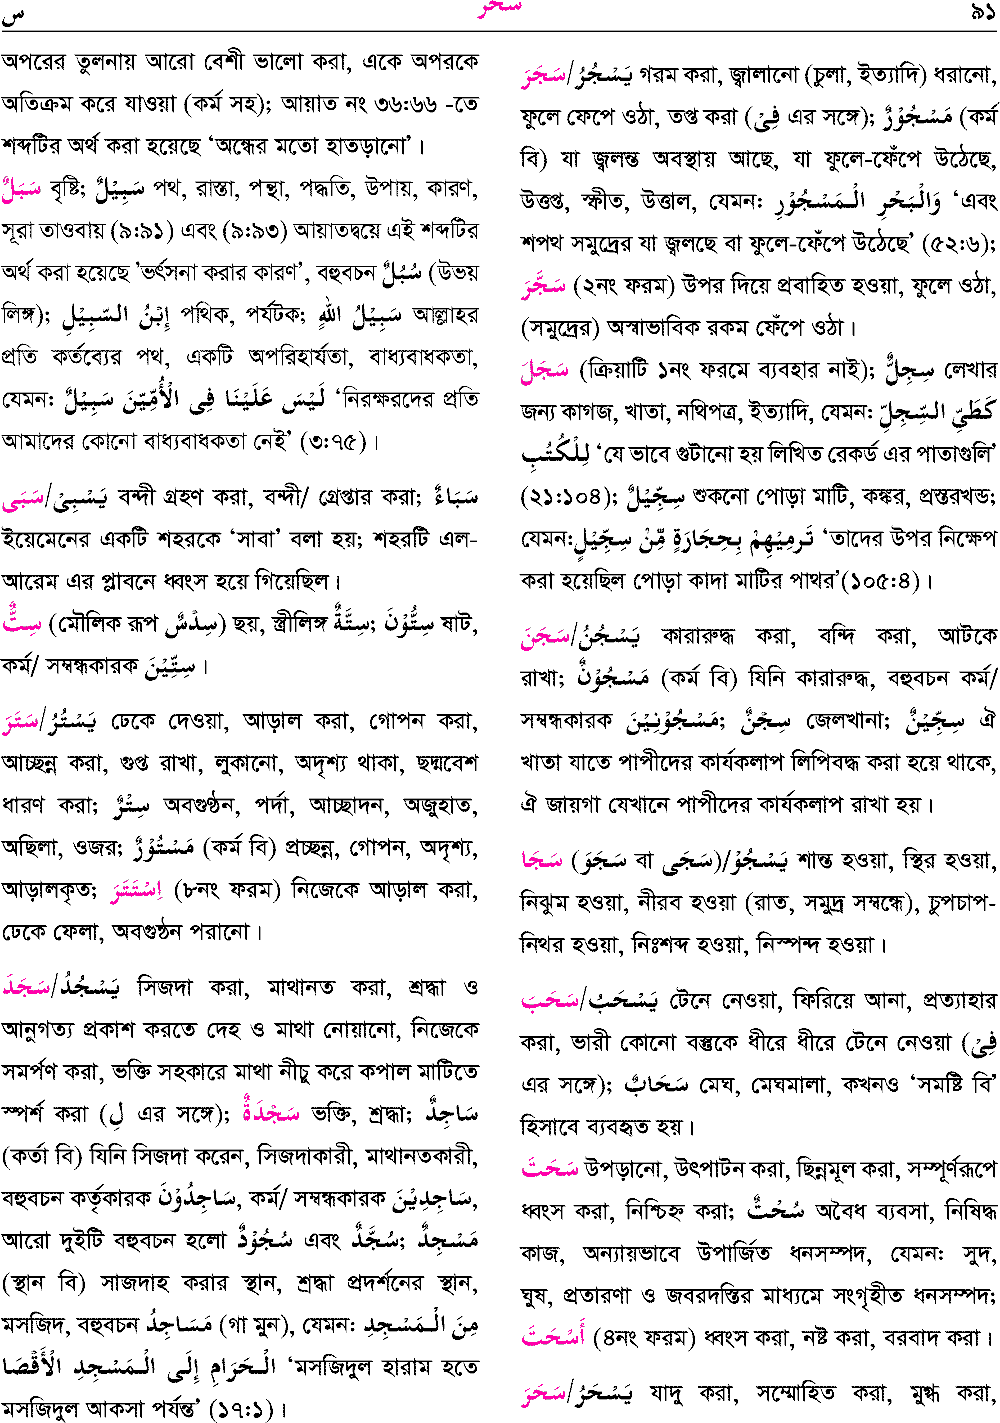 س
سحر
৯১
অপরের তুলনায় আরো বেশী ভালো করা, একে অপরকে
অতিক্রম করে যাওয়া (কর্ম সহ); আয়াত নং ৩৬:৬৬ -তে
শব্দটির অর্থ করা হয়েছে ‘অন্ধের মতো হাতড়ানো’।
سَبَلٌ বৃষ্টি; سَبِيْلٌ পথ, রাস্তা, পন্থা, পদ্ধতি, উপায়, কারণ,
সূরা তাওবায় (৯:৯১) এবং (৯:৯৩) আয়াতদ্বয়ে এই শব্দটির
অর্থ করা হয়েছে ‘ভর্ৎসনা করার কারণ’, বহুবচন سُبُلٌ (উভয়
লিঙ্গ); اِبْنُ السَّبِيْلِ পথিক, পর্যটক; سَبِيْلُ اللهِ আল্লাহর
প্রতি কর্তব্যের পথ, একটি অপরিহার্যতা, বাধ্যবাধকতা,
যেমন: لَيْسَ عَلَيْنَا فِى الْأُمِّيّنَ سَبِيْلٌ ‘নিরক্ষরদের প্রতি
আমাদের কোনো বাধ্যবাধকতা নেই’ (৩:৭৫)।
سَبَى/يَسْبِىْ বন্দী গ্রহণ করা, বন্দী/ গ্রেপ্তার করা; سَبَاءٌ
ইয়েমেনের একটি শহরকে ‘সাবা’ বলা হয়; শহরটি এল-
আরেম এর প্লাবনে ধ্বংস হয়ে গিয়েছিল।
سِتٌّ (মৌলিক রূপ سِدْسٌ) ছয়, স্ত্রীলিঙ্গ سِتَّةٌ; سِتُّوْنَ ষাট,
কর্ম/ সম্বন্ধকারক سِتِّيْنَ।
سَتَرَ/يَسْتُرُ ঢেকে দেওয়া, আড়াল করা, গোপন করা,
আচ্ছন্ন করা, গুপ্ত রাখা, লুকানো, অদৃশ্য থাকা, ছদ্মবেশ
ধারণ করা; سِتْرٌ অবগুণ্ঠন, পর্দা, আচ্ছাদন, অজুহাত,
অছিলা, ওজর; مَسْتُوْرٌ (কর্ম বি) প্রচ্ছন্ন, গোপন, অদৃশ্য,
আড়ালকৃত; اِسْتَتَرَ (৮নং ফরম) নিজেকে আড়াল করা,
ঢেকে ফেলা, অবগুণ্ঠন পরানো।
سَجَدَ/يَسْجُدُ সিজদা করা, মাথানত করা, শ্রদ্ধা ও
আনুগত্য প্রকাশ করতে দেহ ও মাথা নোয়ানো, নিজেকে
সমর্পণ করা, ভক্তি সহকারে মাথা নীচু করে কপাল মাটিতে
স্পর্শ করা (لِ এর সঙ্গে); سَجْدَةٌ ভক্তি, শ্রদ্ধা; سَاجِدٌ
(কর্তা বি) যিনি সিজদা করেন, সিজদাকারী, মাথানতকারী,
বহুবচন কর্তৃকারক سَاجِدُوْنَ, কর্ম/ সম্বন্ধকারক سَاجِدِيْنَ,
আরো দুইটি বহুবচন হলো سُجُوْدٌ এবং سُجَّدٌ; مَسْجِدٌ
(স্থান বি) সাজদাহ করার স্থান, শ্রদ্ধা প্রদর্শনের স্থান,
মসজিদ, বহুবচন مَسَاجِدُ (গা মুন), যেমন: مِنَ الْمَسْجِدِ
الْحَرَامِ إِلَى الْمَسْجِدِ الْأَقْصَا ‘মসজিদুল হারাম হতে
মসজিদুল আকসা পর্যন্ত’ (১৭:১)।
سَجَرَ/يَسْجُرُ গরম করা, জ্বালানো (চুলা, ইত্যাদি) ধরানো,
ফুলে ফেপে ওঠা, তপ্ত করা (فِىْ এর সঙ্গে); مَسْجُوْرٌ (কর্ম
বি) যা জ্বলন্ত অবস্থায় আছে, যা ফুলে-ফেঁপে উঠেছে,
উত্তপ্ত, স্ফীত, উত্তাল, যেমন: وَالْبَحْرِ الْمَسْجُوْرِ ‘এবং
শপথ সমুদ্রের যা জ্বলছে বা ফুলে-ফেঁপে উঠেছে’ (৫২:৬);
سَجَّرَ (২নং ফরম) উপর দিয়ে প্রবাহিত হওয়া, ফুলে ওঠা,
(সমুদ্রের) অস্বাভাবিক রকম ফেঁপে ওঠা।
سَجَلَ (ক্রিয়াটি ১নং ফরমে ব্যবহার নাই); سِجِلٌّ লেখার
জন্য কাগজ, খাতা, নথিপত্র, ইত্যাদি, যেমন: كَطَىِّ السِّجِلِّ
لِلْكُتُبِ ‘যে ভাবে গুটানো হয় লিখিত রেকর্ড এর পাতাগুলি’
(২১:১০৪); سِجِّيْلٌ শুকনো পোড়া মাটি, কঙ্কর, প্রস্তরখন্ড;
যেমন:تَرمِيْهِمْ بِحِجَارَةٍ مِّنْ سِجِّيْلٍ ‘তাদের উপর নিক্ষেপ
করা হয়েছিল পোড়া কাদা মাটির পাথর’(১০৫:৪)।
سَجَنَ/يَسْجُنُ কারারুদ্ধ করা, বন্দি করা, আটকে
রাখা; مَسْجُوْنٌ (কর্ম বি) যিনি কারারুদ্ধ, বহুবচন কর্ম/
সম্বন্ধকারক مَسْجُوْنِيْنَ; سِجْنٌ জেলখানা; سِجِّيْنٌ ঐ
খাতা যাতে পাপীদের কার্যকলাপ লিপিবদ্ধ করা হয়ে থাকে,
ঐ জায়গা যেখানে পাপীদের কার্যকলাপ রাখা হয়।
سَجَا (سَجَوَ বা سَجَى)/يَسْجُوْ শান্ত হওয়া, স্থির হওয়া,
নিঝুম হওয়া, নীরব হওয়া (রাত, সমুদ্র সম্বন্ধে), চুপচাপ-
নিথর হওয়া, নিঃশব্দ হওয়া, নিস্পন্দ হওয়া।
سَحَبَ/يَسْحَبُ টেনে নেওয়া, ফিরিয়ে আনা, প্রত্যাহার
করা, ভারী কোনো বস্তুকে ধীরে ধীরে টেনে নেওয়া (فِىْ
এর সঙ্গে); سَحَابٌ মেঘ, মেঘমালা, কখনও ‘সমষ্টি বি’
হিসাবে ব্যবহৃত হয়।
سَحَتَ উপড়ানো, উৎপাটন করা, ছিন্নমূল করা, সম্পূর্ণরূপে
ধ্বংস করা, নিশ্চিহ্ন করা; سُحْتٌ অবৈধ ব্যবসা, নিষিদ্ধ
কাজ, অন্যায়ভাবে উপার্জিত ধনসম্পদ, যেমন: সুদ,
ঘুষ, প্রতারণা ও জবরদস্তির মাধ্যমে সংগৃহীত ধনসম্পদ;
أَسْحَتَ (৪নং ফরম) ধ্বংস করা, নষ্ট করা, বরবাদ করা।
سَحَرَ/يَسْحَرُ যাদু করা, সম্মোহিত করা, মুগ্ধ করা,